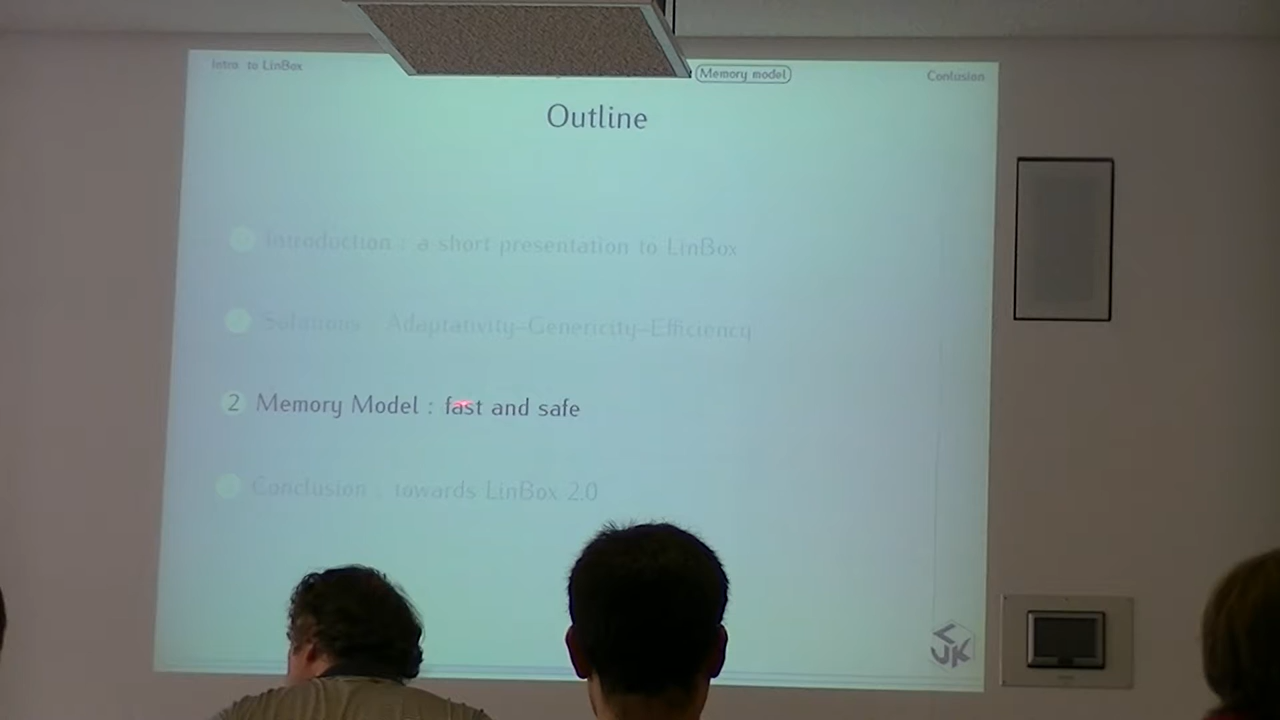 Intro. to LinBox
Memory model
Conlusion
Outline
Introduction : a short presentation to LinBox
Solutions : Adaptativity–Genericity–Efficiency
2 Memory Model : fast and safe
Conclusion : towards LinBox 2.0
LJK